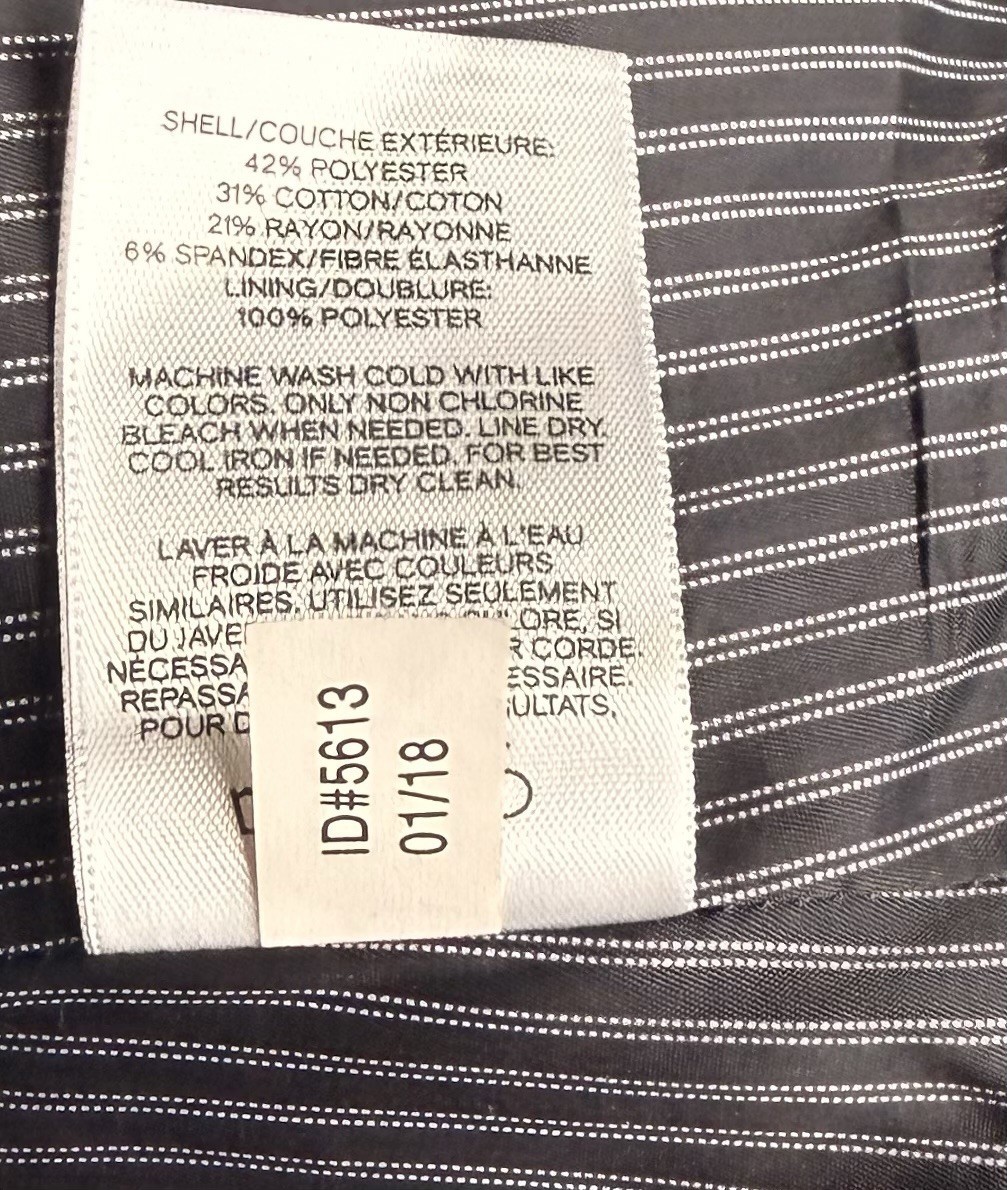 SHELL/COUCHE EXTÉRIEURE:
42% POLYESTER
31% COTTON/COTON
21% RAYON/RAYONNE
6% SPANDEX/FIBRE ÉLASTHANNE
LINING/DOUBLURE:
100% POLYESTER
MACHINE WASH COLD WITH LIKE
COLORS. ONLY NON CHLORINE
BLEACH WHEN NEEDED. LINE DRY.
COOL IRON IF NEEDED. FOR BEST
RESULTS DRY CLEAN.
LAVER À LA MACHINE À L'EAU
FROIDE AVEC COULEURS
SIMILAIRES. UTILISEZ SEULEMENT
DU SI
CORDE.
POUR
ID#5613
01/18